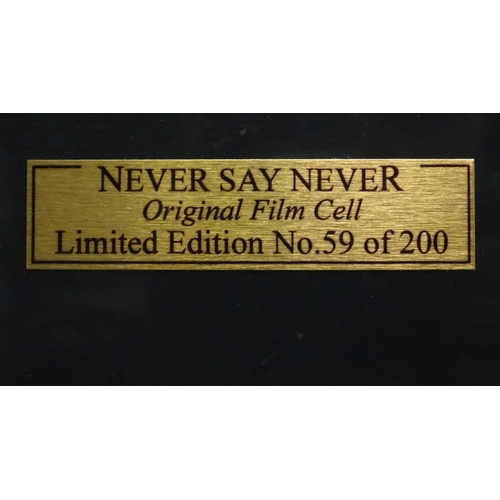 NEVER SAY NEVER
Original Film Cell
Limited Edition No.59 of 200